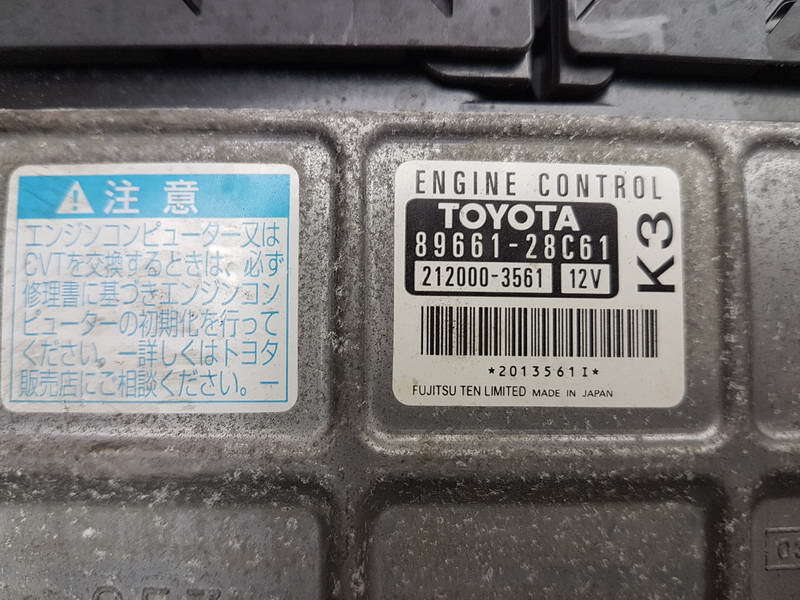 注意
エンジンコンピューター又は
CVTを交換するときは、必ず
修理書に基づきエンジンコン
ピューターの初期化を行って
ください。ー詳しくはトヨタ
販売店にご相談ください。ー
ENGINE CONTROL
TOYOTA
89661-28C61
212000-3561 12V
K3
*2013561I*
FUJITSU TEN LIMITED MADE IN JAPAN